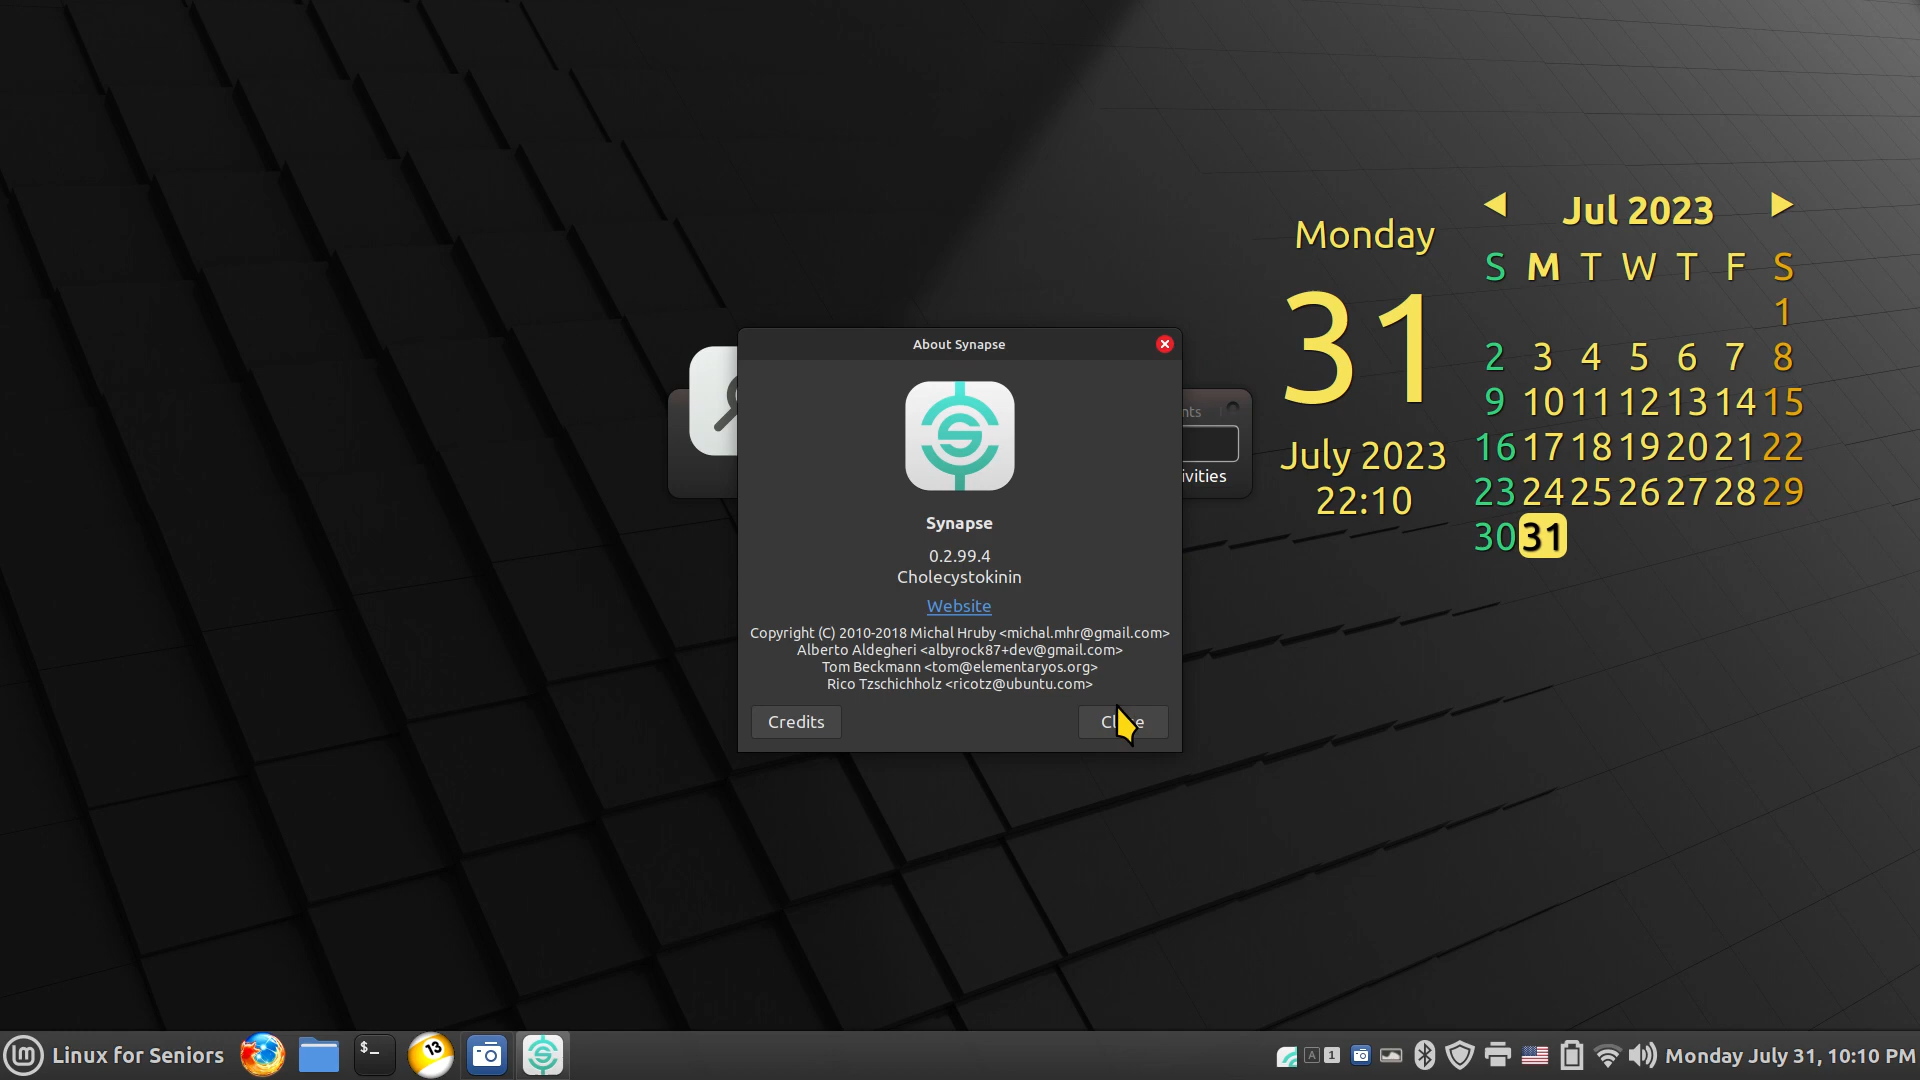 About Synapse
Synapse
0.2.99.4
Cholecystokinin
Website
Copyright (C) 2010-2018 Michal Hruby <michal.mhr@gmail.com>
Alberto Aldegheri <albyrock87+dev@gmail.com>
Tom Beckmann <tom@elementaryos.org>
Rico Tzschichholz <ricotz@ubuntu.com>
Credits
nts
ivities
Monday
31
July 2023
22:10
Jul 2023
S M T W T F S
1
2 3 4 5 6 7 8
9 10 11 12 13 14 15
16 17 18 19 20 21 22
23 24 25 26 27 28 29
30 31
Linux for Seniors
$_
13
A 1
Monday July 31, 10:10 PM